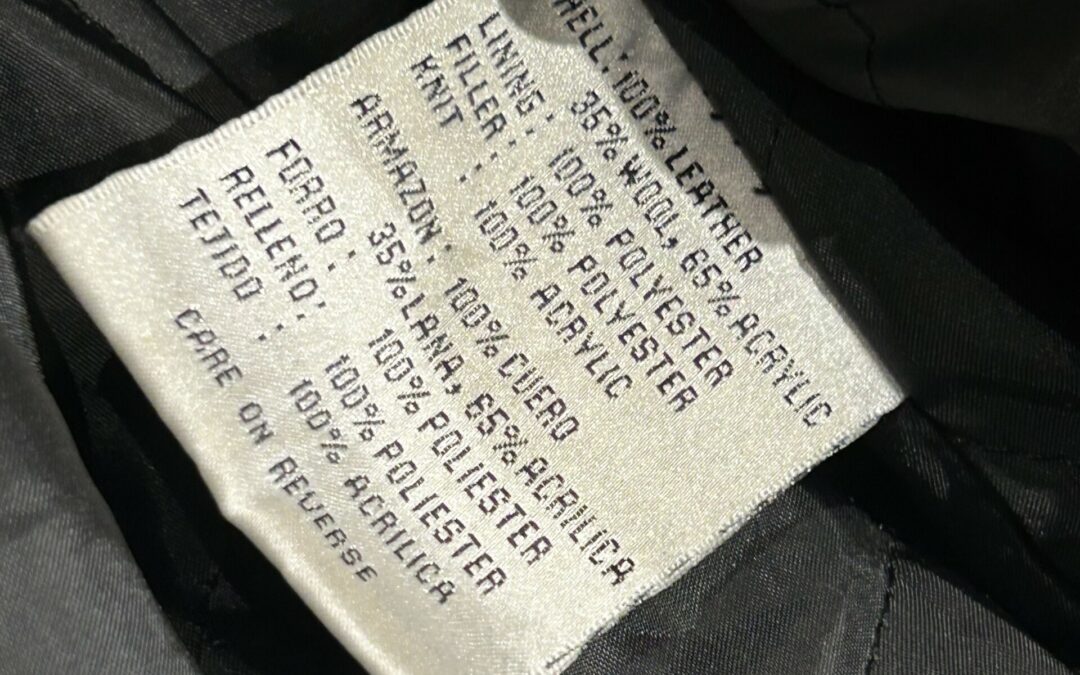 HELL: 100% LEATHER
35% WOOL, 65% ACRYLIC
LINING: 100% POLYESTER
FILLER: 100% POLYESTER
KNIT : 100% ACRYLIC
ARMAZON: 100% CUERO
35% LANA, 65% ACRILICA
FORRO: 100% POLIESTER
RELLENO: 100% POLIESTER
TEJIDO : 100% ACRILICA
CARE ON REVERSE